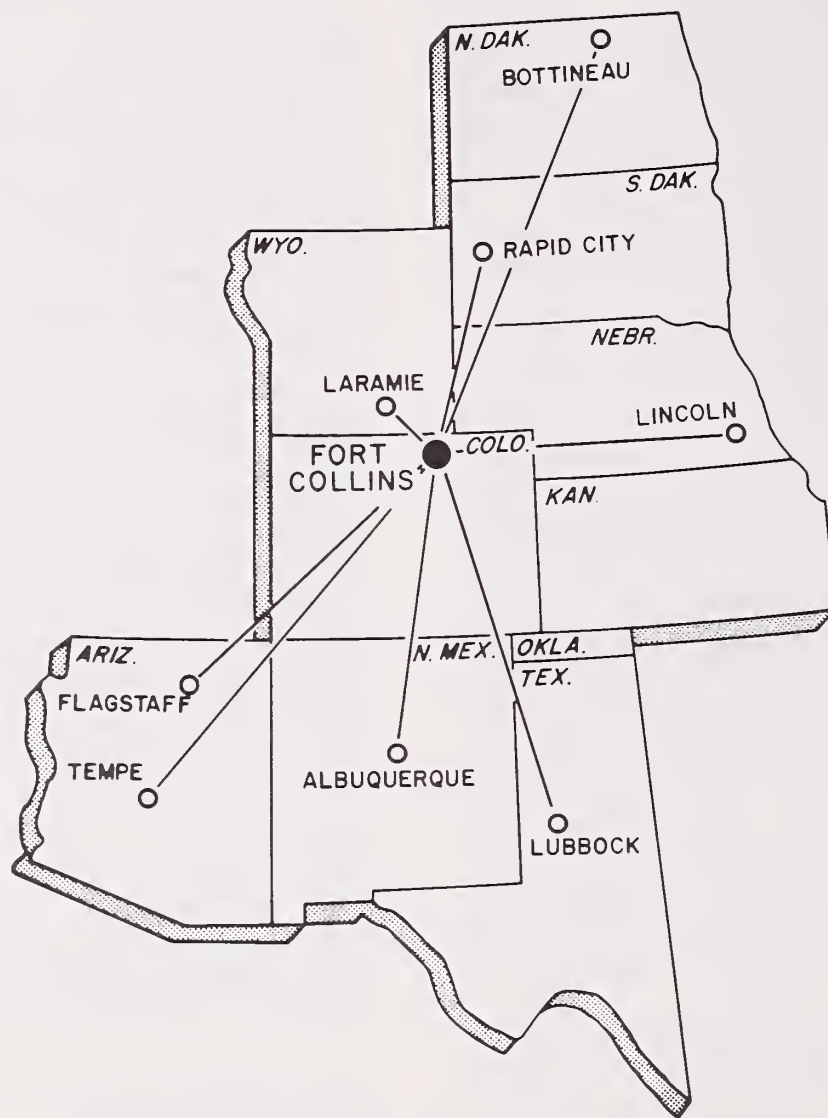 N. DAK.
BOTTINEAU
S. DAK.
RAPID CITY
WYO.
NEBR.
LARAMIE
LINCOLN
FORT
COLLINS*
COLO.
KAN.
ARIZ.
N. MEX.
OKLA.
TEX.
FLAGSTAFF
TEMPE
ALBUQUERQUE
LUBBOCK